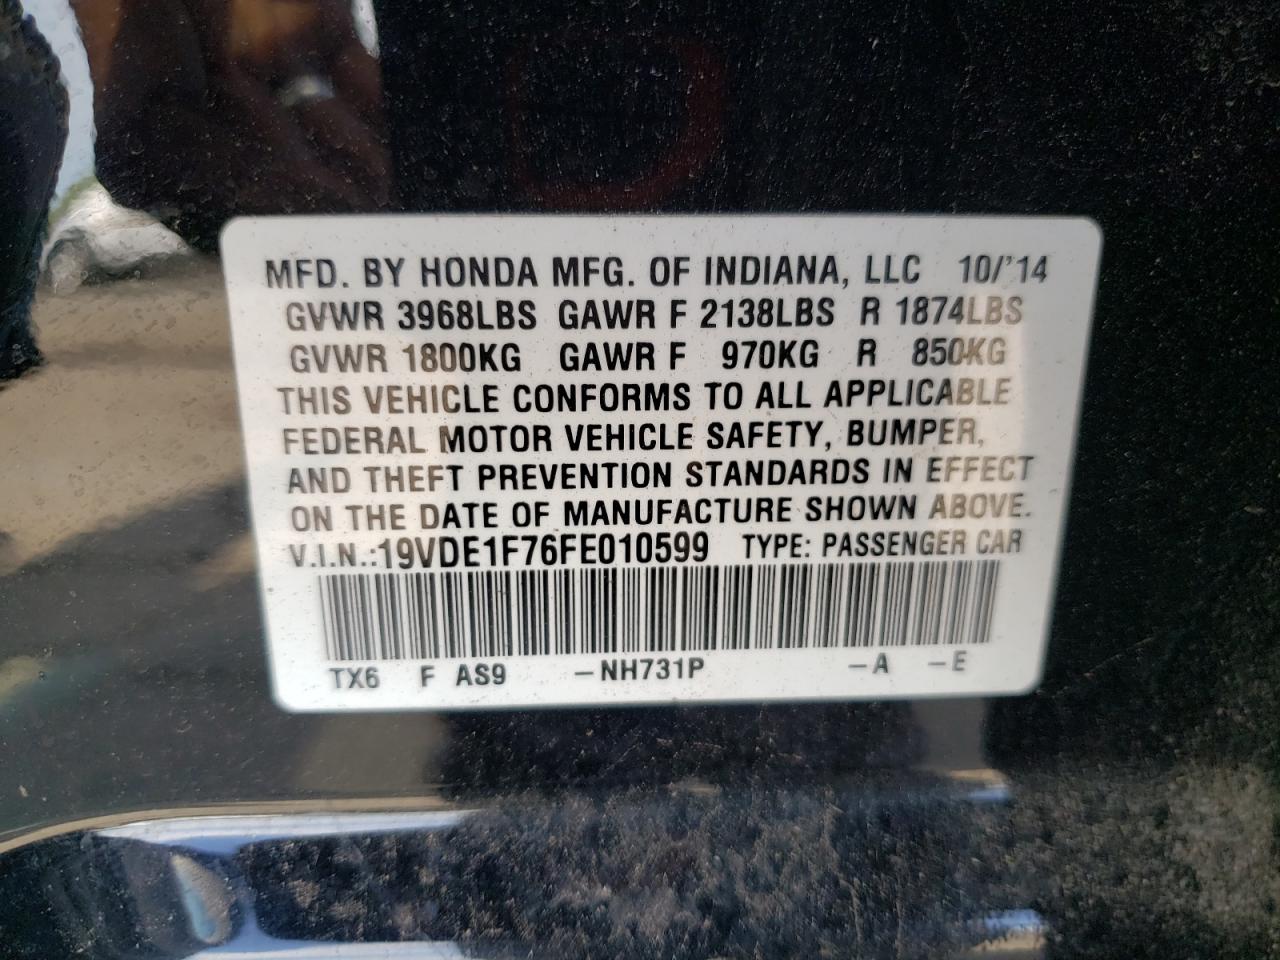 MFD. BY HONDA MFG. OF INDIANA, LLC 10/'14
GVWR 3968LBS GAWR F 2138LBS R 1874LBS
GVWR 1800KG GAWR F 970KG R 850KG
THIS VEHICLE CONFORMS TO ALL APPLICABLE
FEDERAL MOTOR VEHICLE SAFETY, BUMPER,
AND THEFT PREVENTION STANDARDS IN EFFECT
ON THE DATE OF MANUFACTURE SHOWN ABOVE.
V.I.N.:19VDE1F76FE010599 TYPE: PASSENGER CAR
TX6 F AS9 -NH731P -A -E